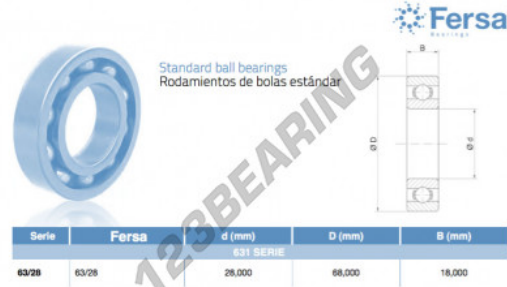 Fersa
Bearings
Standard ball bearings
Rodamientos de bolas estándar
B
Ø D
Ø d
123BEARING
Serie Fersa d (mm) D (mm) B (mm)
631 SERIE
63/28 63/28 28,000 68,000 18,000